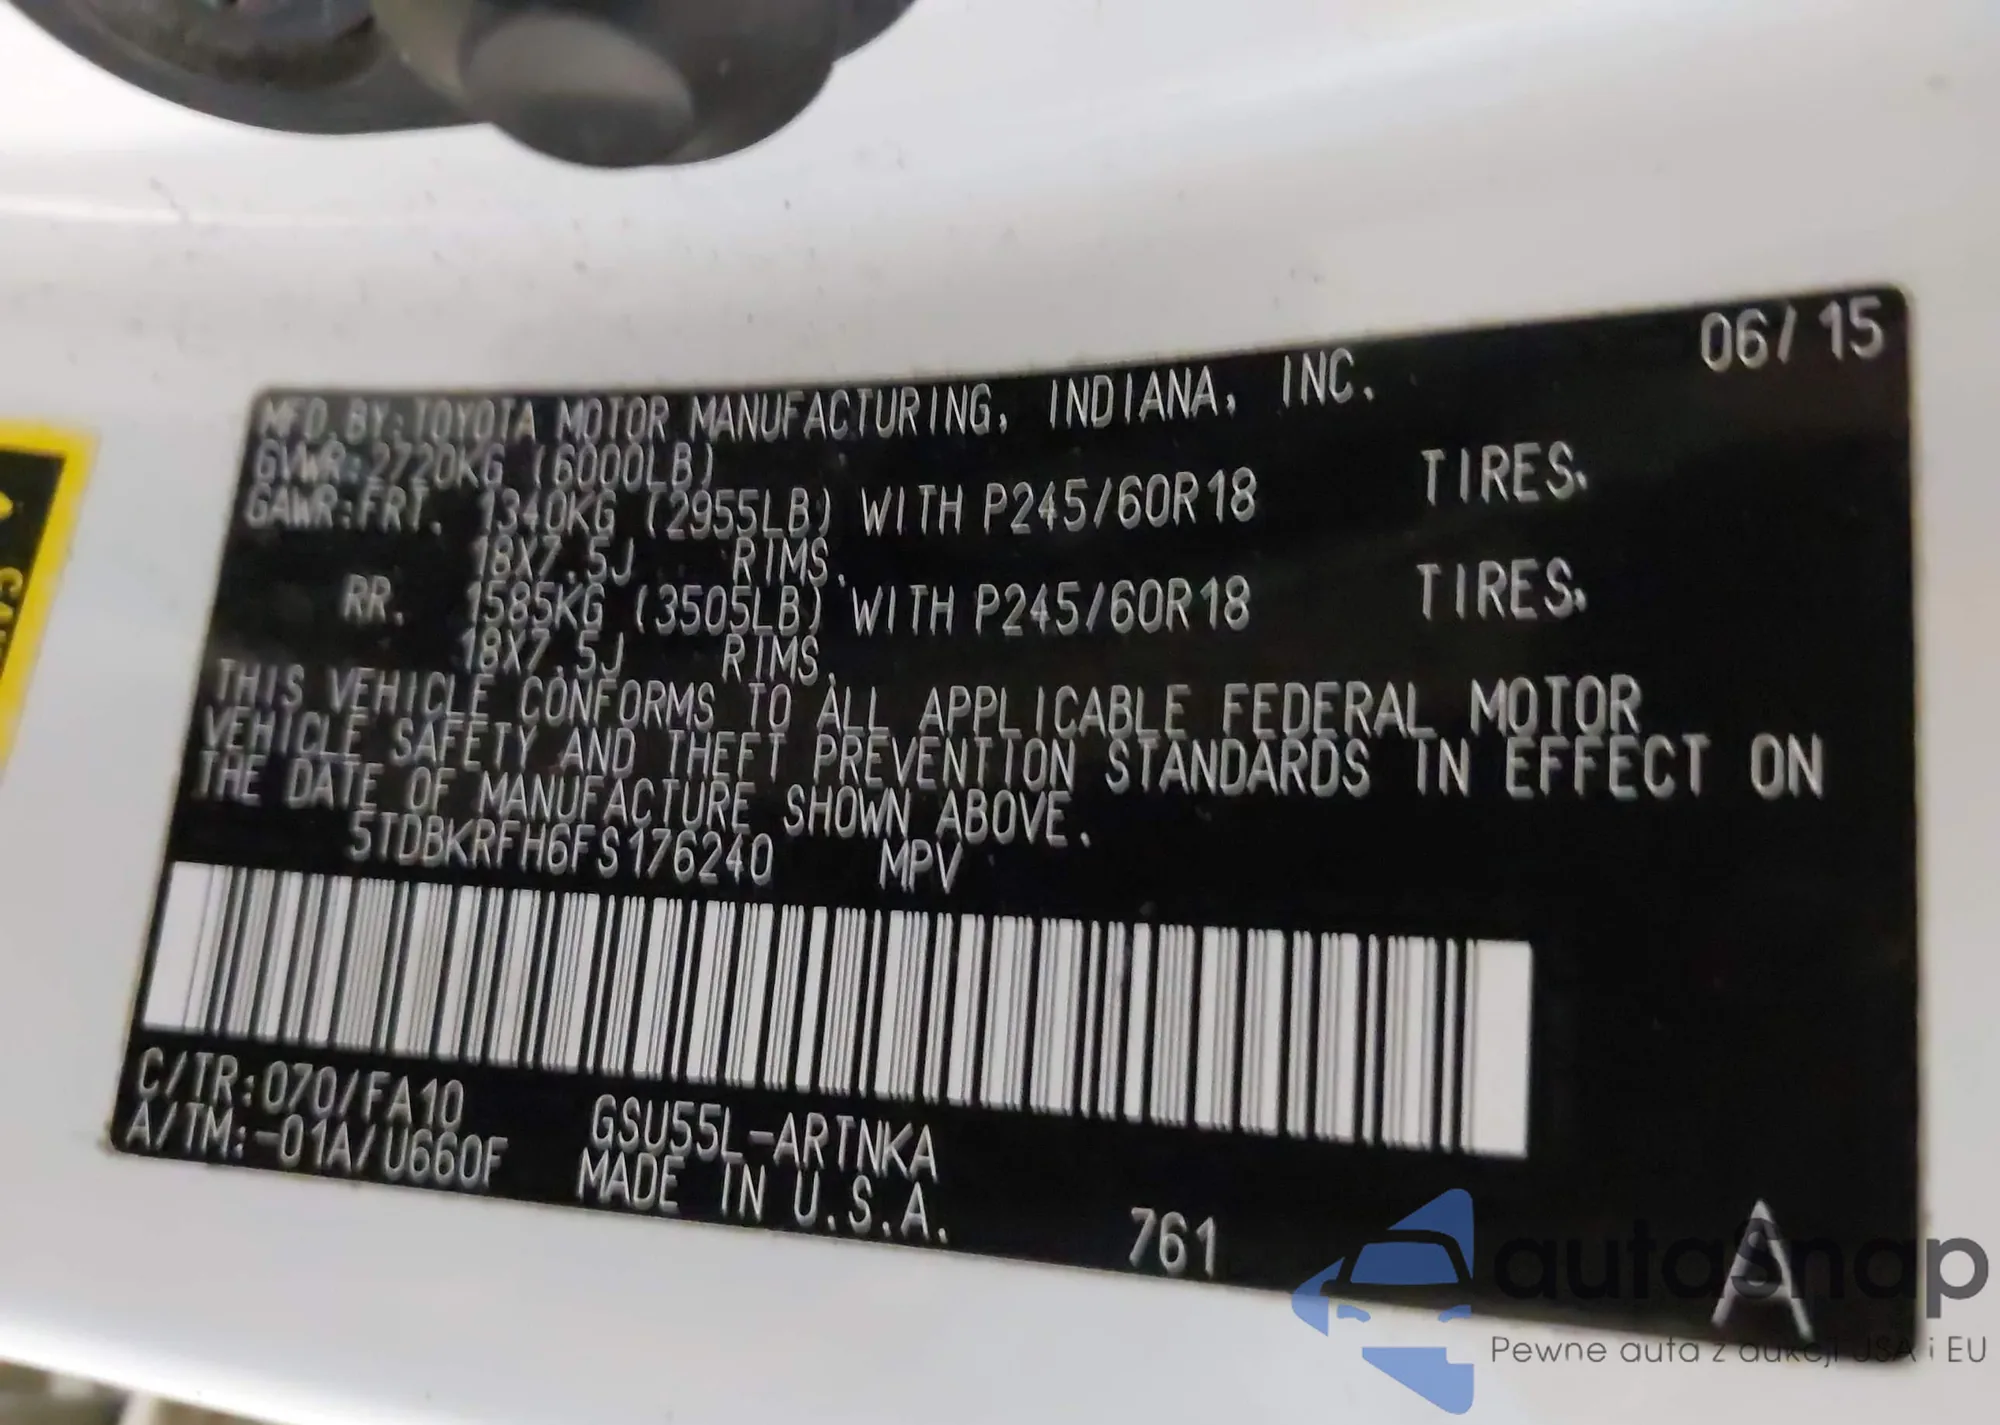 06/15
MFD BY:TOYOTA MOTOR MANUFACTURING, INDIANA, INC.
GVWR:2720KG (6000LB)
GAWR:FRT. 1340KG (2955LB) WITH P245/60R18 TIRES.
18X7.5J RIMS.
RR. 1585KG (3505LB) WITH P245/60R18 TIRES.
18X7.5J RIMS.
THIS VEHICLE CONFORMS TO ALL APPLICABLE FEDERAL MOTOR
VEHICLE SAFETY AND THEFT PREVENTION STANDARDS IN EFFECT ON
THE DATE OF MANUFACTURE SHOWN ABOVE.
5TDBKRFH6FS176240 MPV
C/TR:070/FA10 GSU55L-ARTNKA
A/TM:-01A/U660F MADE IN U.S.A.
761
A
autoSnap
Pewne auta z aukcji USA i EU